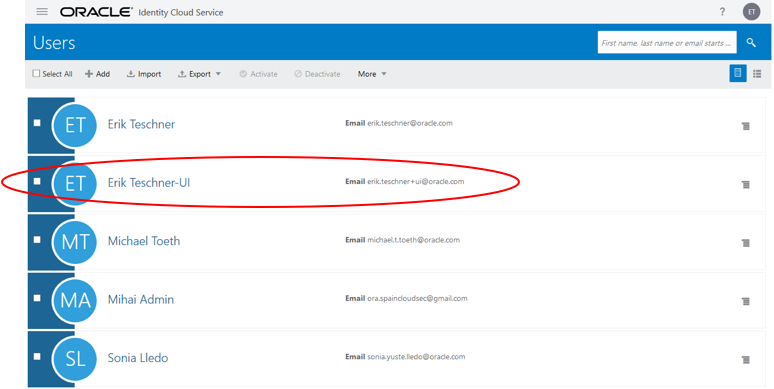 ORACLE® Identity Cloud Service ? ET
Users First name, last name or email starts ...
Select All Add Import Export Activate Deactivate More
ET Erik Teschner Email erik.teschner@oracle.com
ET Erik Teschner-UI Email erik.teschner+ui@oracle.com
MT Michael Toeth Email michael.t.toeth@oracle.com
MA Mihai Admin Email ora.spaincloudsec@gmail.com
SL Sonia Lledo Email sonia.yuste.lledo@oracle.com